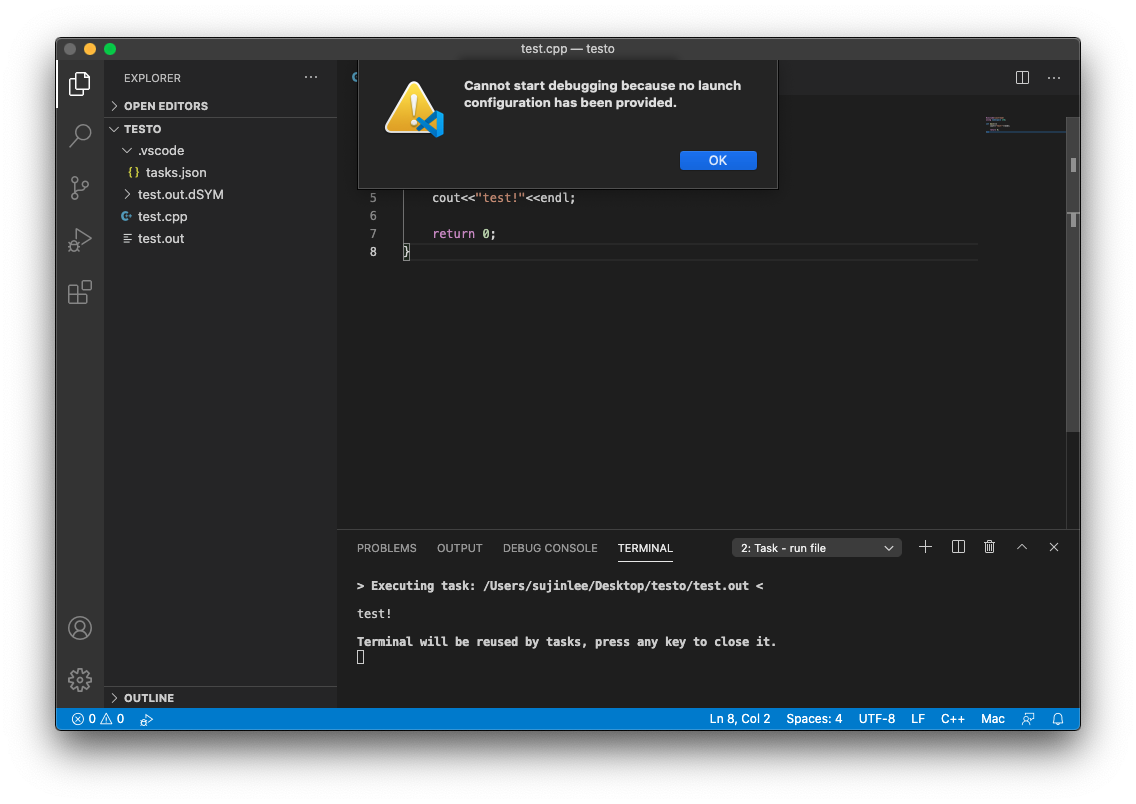 test.cpp — testo
EXPLORER
OPEN EDITORS
TESTO
.vscode
{} tasks.json
test.out.dSYM
test.cpp
test.out
OUTLINE
Cannot start debugging because no launch
configuration has been provided.
OK
5 cout<<"test!"<<endl;
6
7 return 0;
8 }
PROBLEMS OUTPUT DEBUG CONSOLE TERMINAL 2: Task - run file
> Executing task: /Users/sujinlee/Desktop/testo/test.out <
test!
Terminal will be reused by tasks, press any key to close it.
0 0 Ln 8, Col 2 Spaces: 4 UTF-8 LF C++ Mac